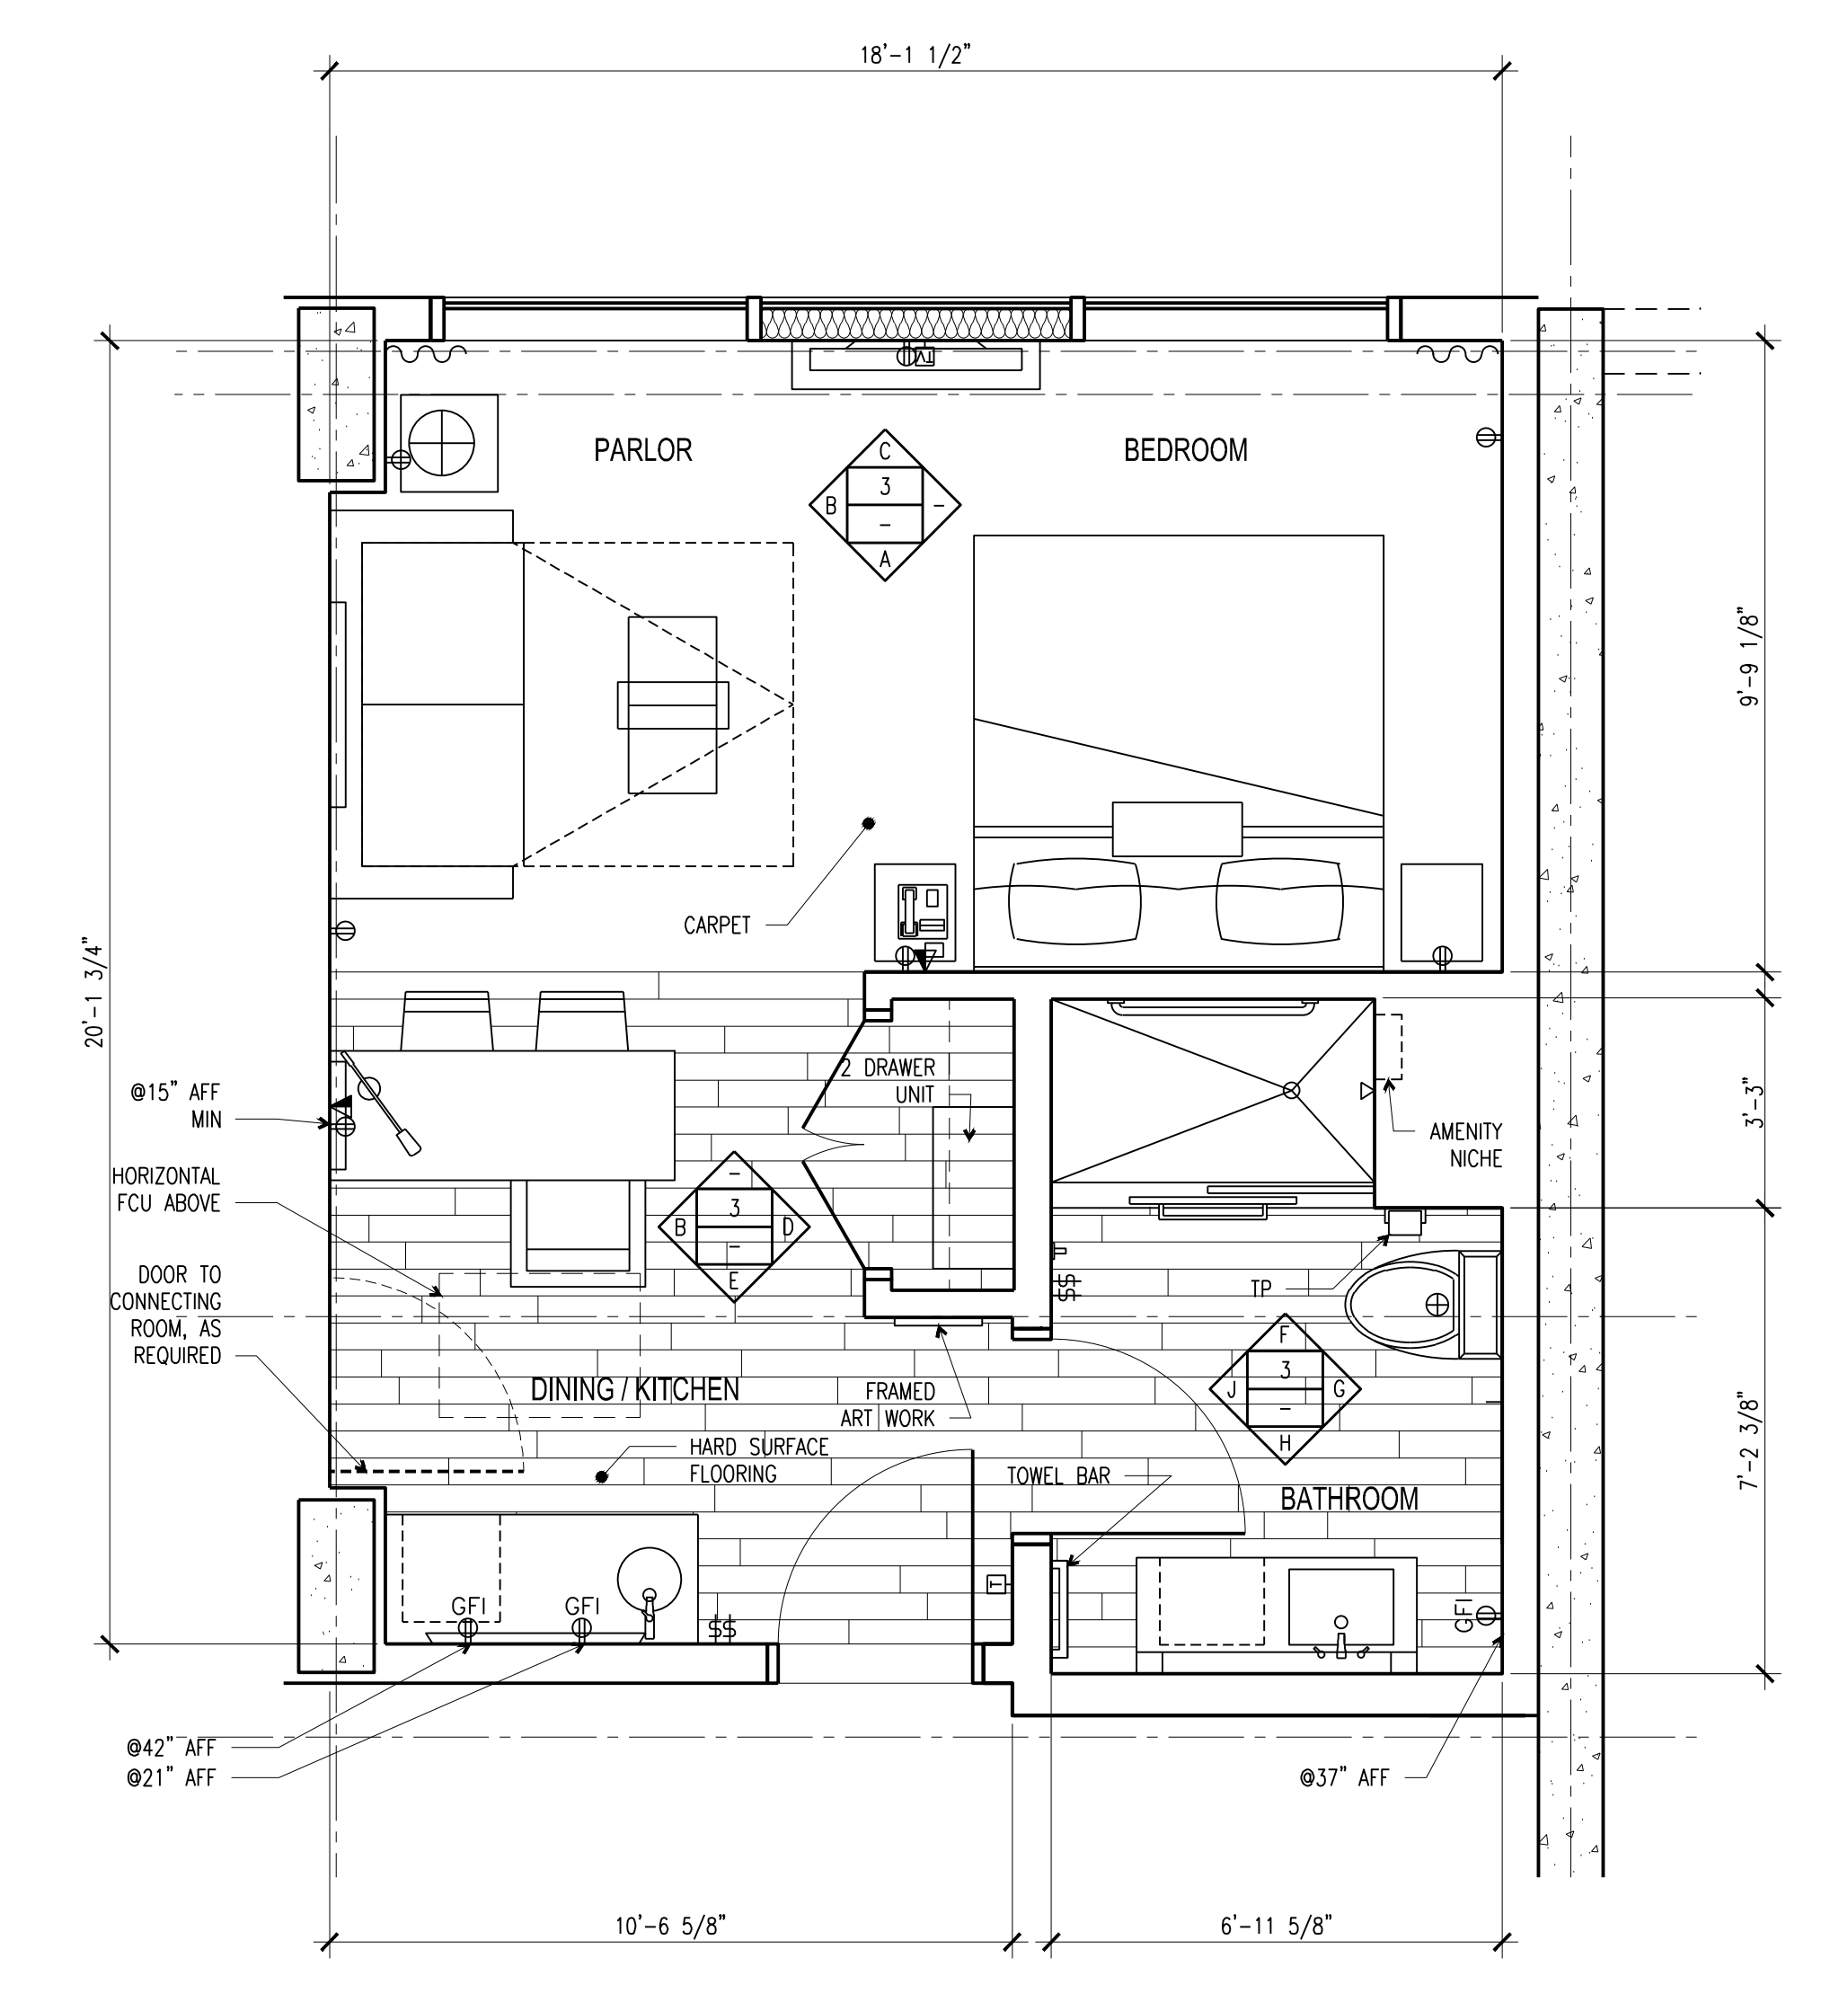 18'-1 1/2"
TV
PARLOR
BEDROOM
C
3
B
-
-
A
9'-9 1/8"
CARPET
20'-1 3/4"
2 DRAWER
UNIT
@15" AFF
MIN
3'-3"
AMENITY
NICHE
HORIZONTAL
FCU ABOVE
-
3
B
D
-
E
DOOR TO
CONNECTING
ROOM, AS
REQUIRED
$$
TP
F
3
J
G
-
H
DINING / KITCHEN
FRAMED
ART WORK
HARD SURFACE
FLOORING
TOWEL BAR
BATHROOM
7'-2 3/8"
T
GFI
GFI
$$
GFI
@42" AFF
@21" AFF
@37" AFF
10'-6 5/8"
6'-11 5/8"